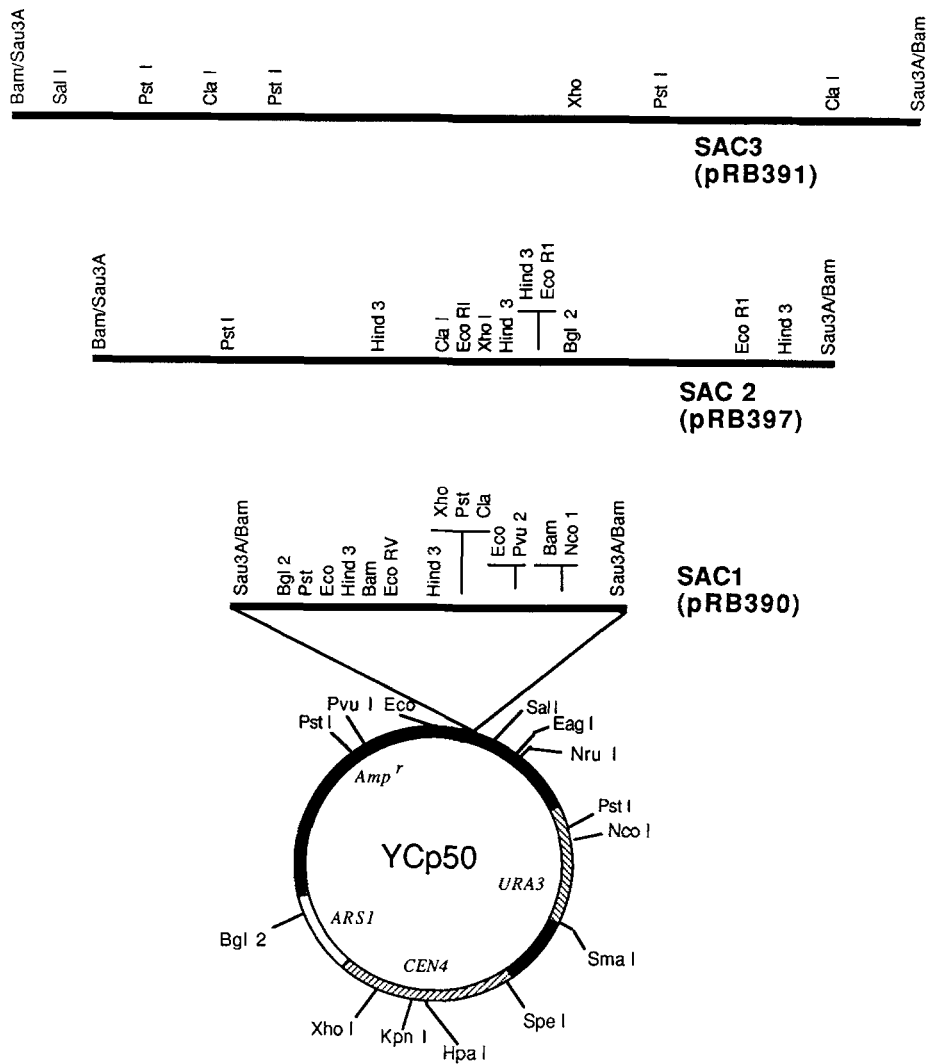 Bam/Sau3A
Sal I
Pst I
Cla I
Pst I
Xho
Pst I
Cla I
Sau3A/Bam
SAC3
(pRB391)
Bam/Sau3A
Pst I
Hind 3
Cla I
Eco RI
Xho I
Hind 3
Hind 3
Eco R1
Bgl 2
Eco R1
Hind 3
Sau3A/Bam
SAC 2
(pRB397)
Sau3A/Bam
Bgl 2
Pst
Eco
Hind 3
Bam
Eco RV
Hind 3
Xho
Pst
Cla
Eco
Pvu 2
Bam
Nco 1
Sau3A/Bam
SAC1
(pRB390)
Pst I
Pvu I
Eco
Sal I
Eag I
Nru I
Amp r
Pst I
Nco I
YCp50
URA3
ARS1
Bgl 2
CEN4
Sma I
Xho I
Kpn I
Hpa I
Spe I